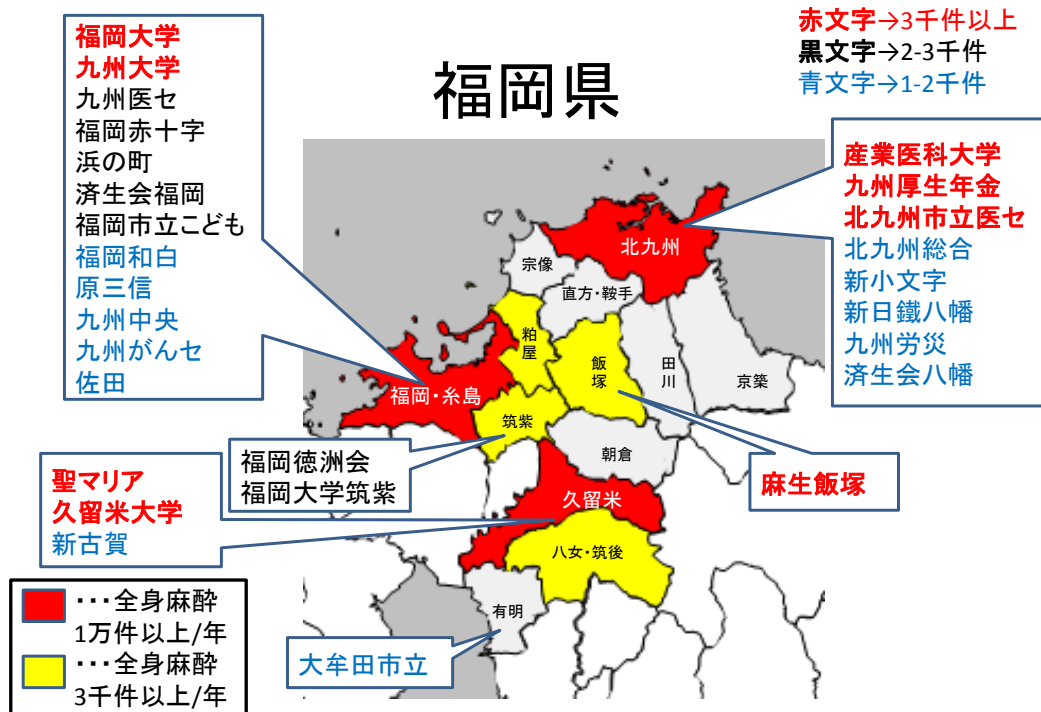 福岡県
赤文字→3千件以上
黒文字→2-3千件
青文字→1-2千件
福岡大学
九州大学
九州医セ
福岡赤十字
浜の町
済生会福岡
福岡市立こども
福岡和白
原三信
九州中央
九州がんセ
佐田
産業医科大学
九州厚生年金
北九州市立医セ
北九州総合
新小文字
新日鐵八幡
九州労災
済生会八幡
北九州
宗像
直方・鞍手
粕屋
飯塚
田川
京築
福岡・糸島
筑紫
朝倉
久留米
八女・筑後
有明
福岡徳洲会
福岡大学筑紫
麻生飯塚
聖マリア
久留米大学
新古賀
大牟田市立
・・・全身麻酔
1万件以上/年
・・・全身麻酔
3千件以上/年